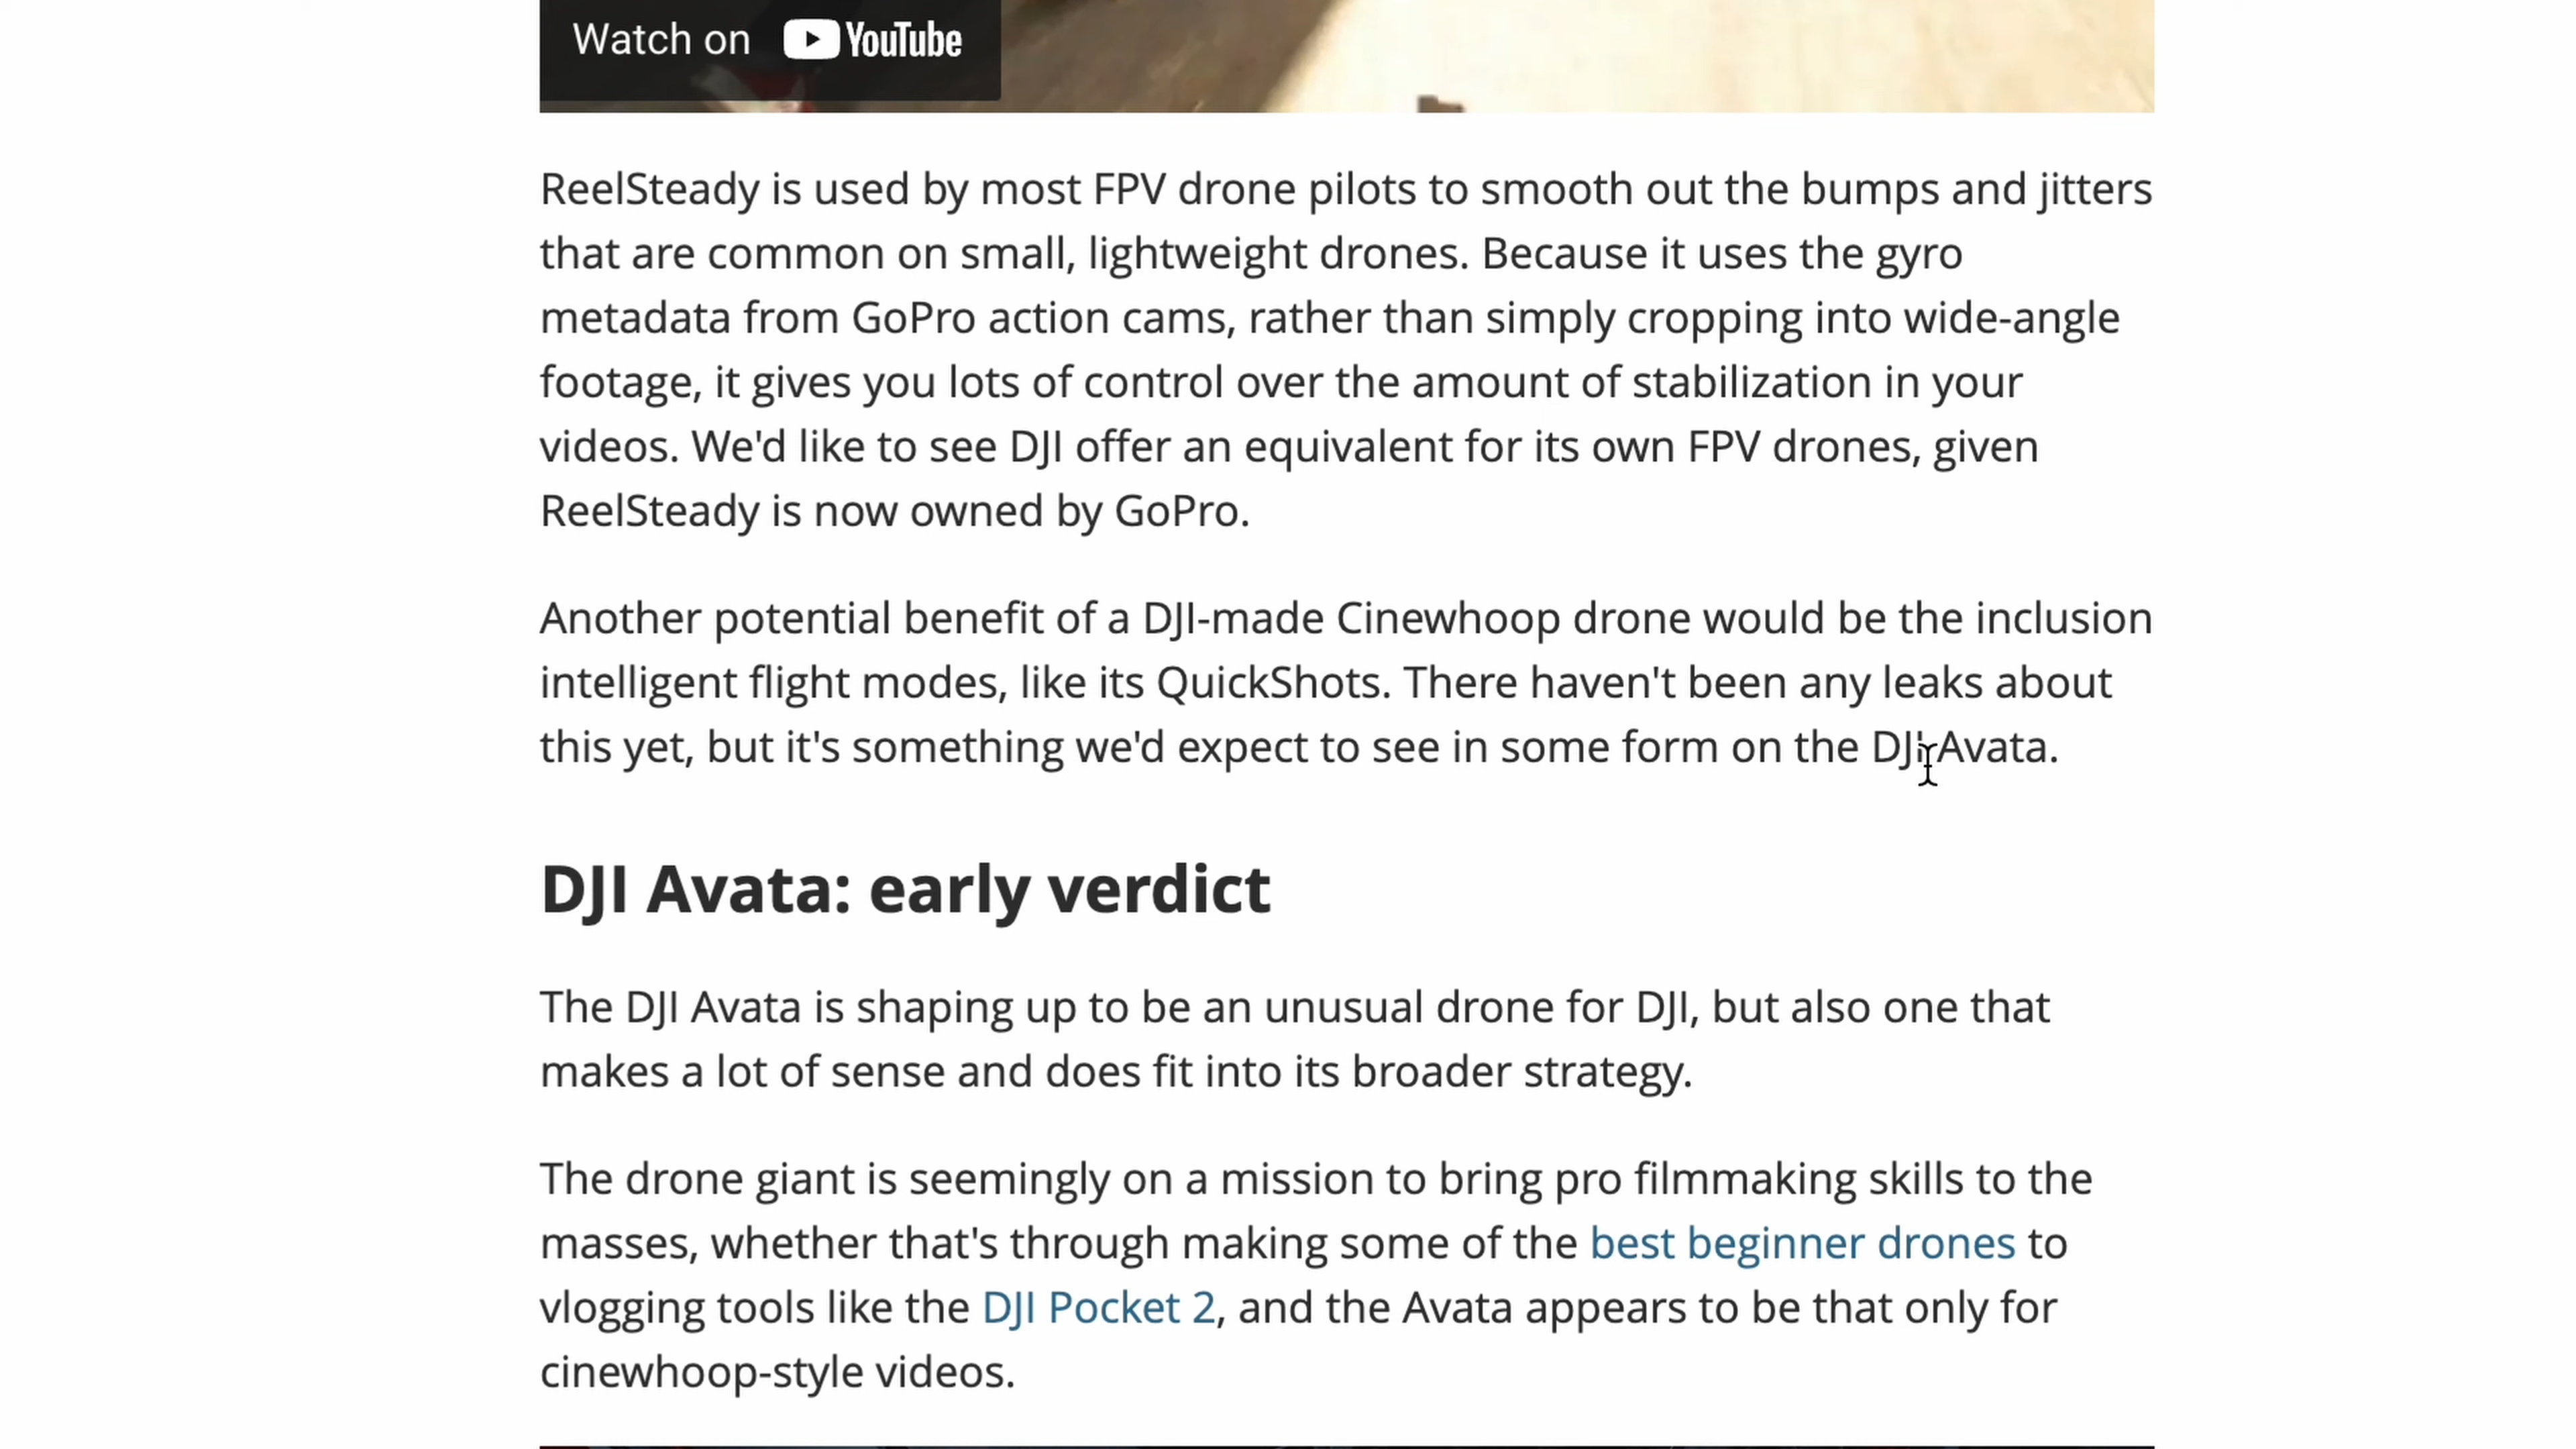 Watch on YouTube
ReelSteady is used by most FPV drone pilots to smooth out the bumps and jitters
that are common on small, lightweight drones. Because it uses the gyro
metadata from GoPro action cams, rather than simply cropping into wide-angle
footage, it gives you lots of control over the amount of stabilization in your
videos. We'd like to see DJI offer an equivalent for its own FPV drones, given
ReelSteady is now owned by GoPro.
Another potential benefit of a DJI-made Cinewhoop drone would be the inclusion
intelligent flight modes, like its QuickShots. There haven't been any leaks about
this yet, but it's something we'd expect to see in some form on the DJI Avata.
DJI Avata: early verdict
The DJI Avata is shaping up to be an unusual drone for DJI, but also one that
makes a lot of sense and does fit into its broader strategy.
The drone giant is seemingly on a mission to bring pro filmmaking skills to the
masses, whether that's through making some of the best beginner drones to
vlogging tools like the DJI Pocket 2, and the Avata appears to be that only for
cinewhoop-style videos.